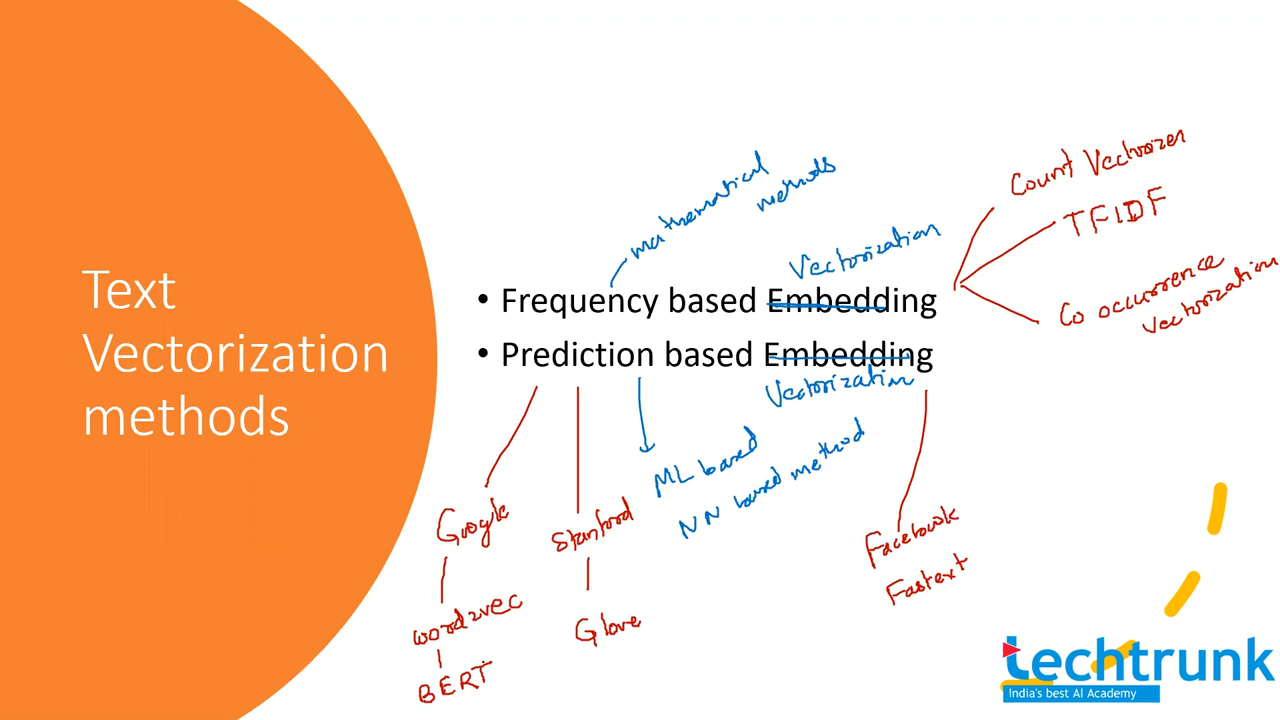 Text
Vectorization
methods
mathematical
methods
Vectorization
• Frequency based Embedding
Count Vectorizer
TFIDF
Co occurrence
Vectorization
• Prediction based Embedding
Vectorization
ML based
NN based method
Google
word2vec
BERT
Stanford
Glove
Facebook
Fastext
techtrunk
India's best AI Academy